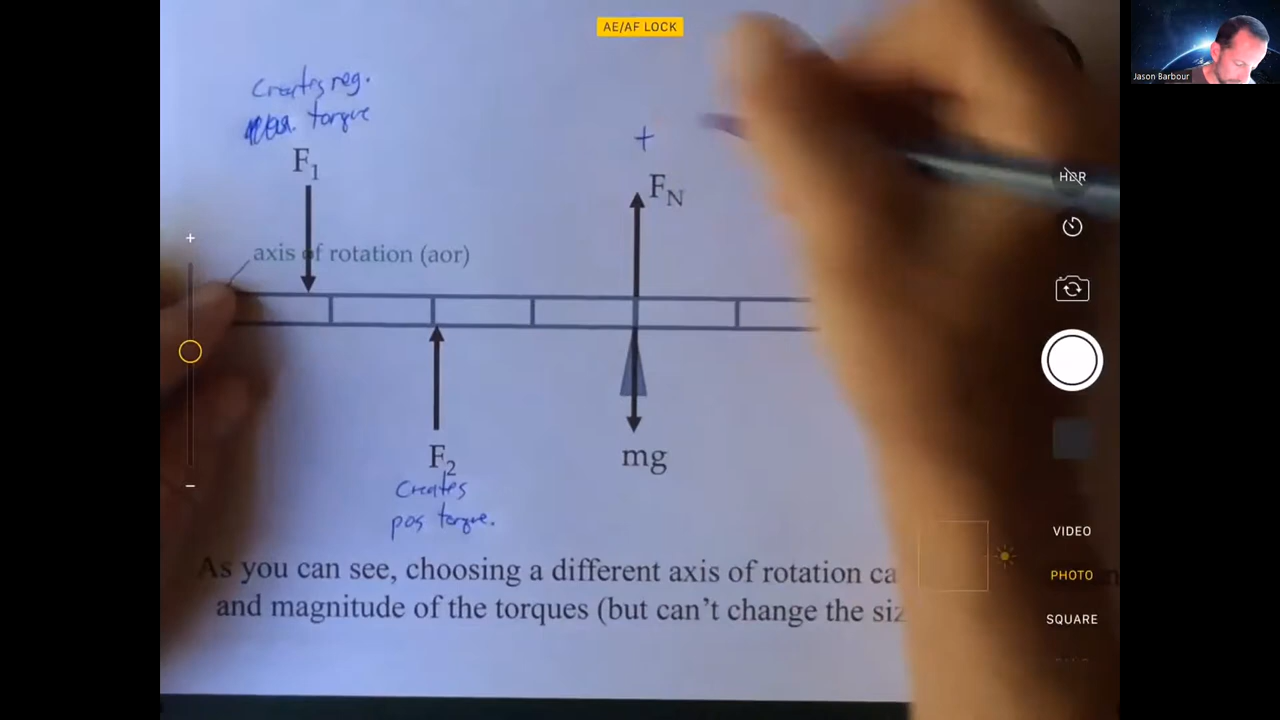 AE/AF LOCK
Jason Barbour
Creates neg.
torque
F1
+
FN
HDR
axis of rotation (aor)
+
F2
mg
Creates
pos torque.
−
VIDEO
PHOTO
SQUARE
As you can see, choosing a different axis of rotation ca
and magnitude of the torques (but can't change the siz